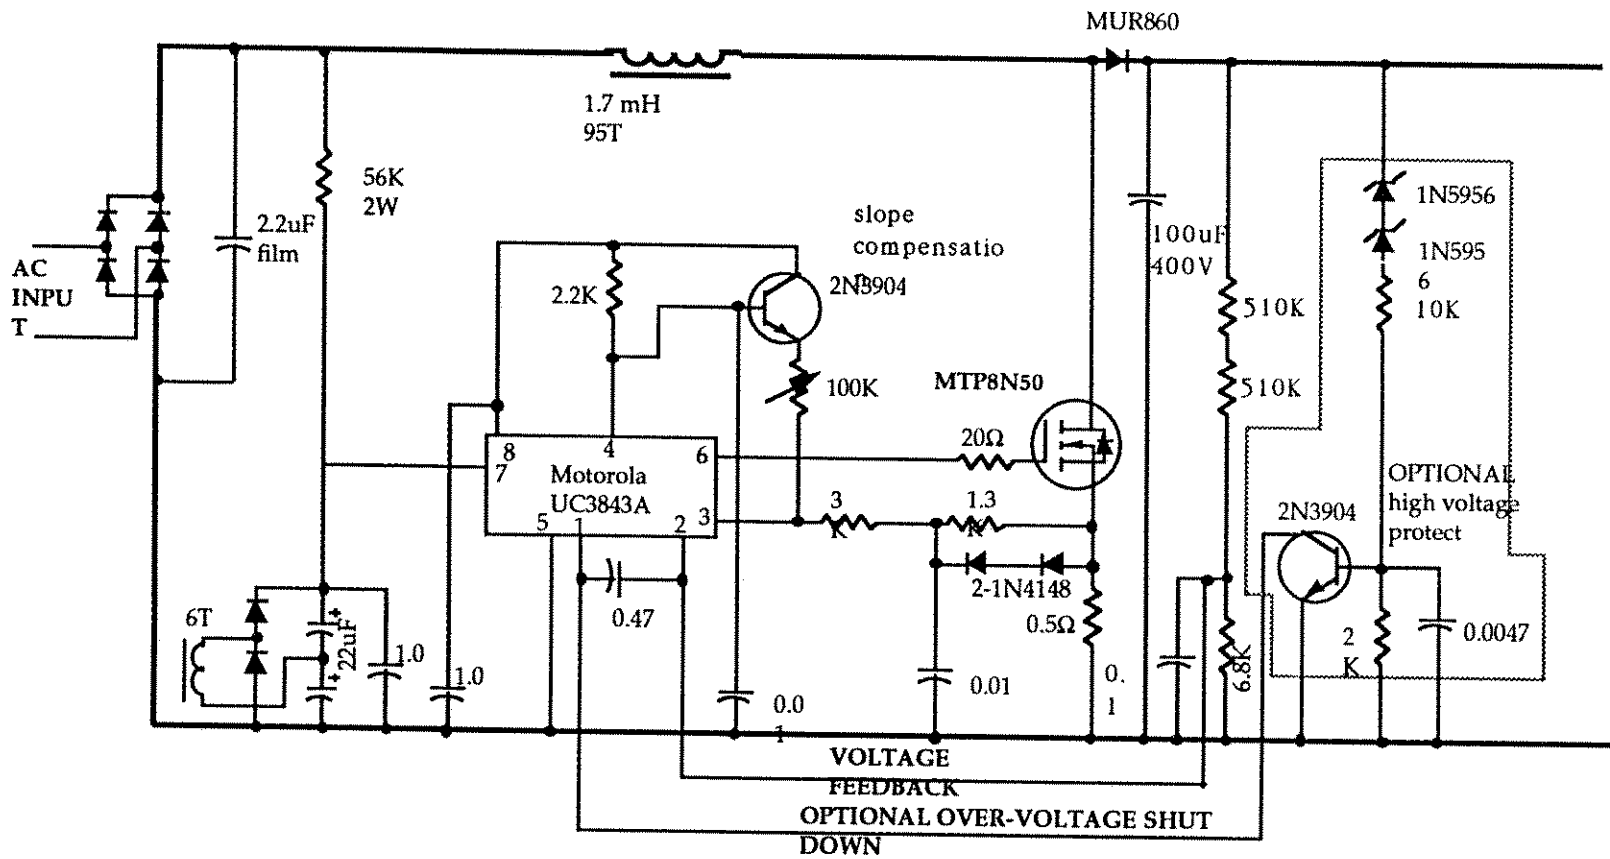 MUR860
1.7 mH
95T
56K
2W
2.2uF
film
AC
INPU
T
slope
compensatio
n
2N3904
2.2K
100K
MTP8N50
100uF
400V
1N5956
1N595
6
10K
510K
510K
20Ω
8
7
4
6
Motorola
UC3843A
5
1
2
3
3
K
1.3
K
2-1N4148
0.5Ω
OPTIONAL
high voltage
protect
2N3904
0.47
6T
+
22uF
+
1.0
1.0
0.0
1
0.01
0.
1
6.8K
2
K
0.0047
VOLTAGE
FEEDBACK
OPTIONAL OVER-VOLTAGE SHUT
DOWN